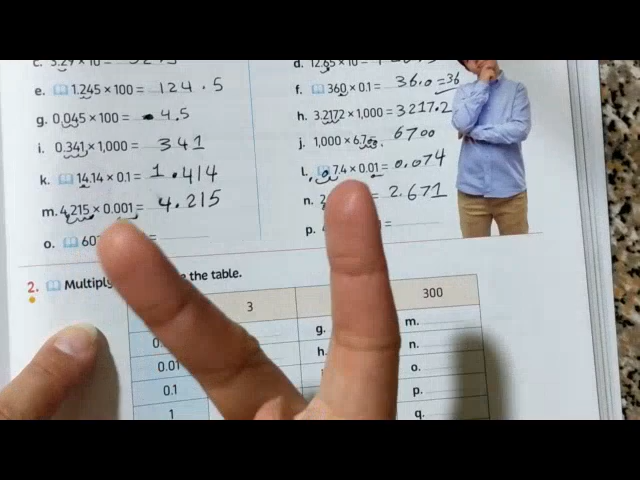 e. 1.245 × 100 = 124.5
f. 360 × 0.1 = 36.0 = 36
g. 0.045 × 100 = 4.5
h. 3.2172 × 1,000 = 3217.2
i. 0.341 × 1,000 = 341
j. 1,000 × 6.7 = 6700
k. 14.14 × 0.1 = 1.414
l. 7.4 × 0.01 = 0.074
m. 4,215 × 0.001 = 4.215
n. = 2.671
o. 60 =
p. =
2. Multiply the table.
3 300
g. m.
0.01 h. n.
0.1 o.
p.
1 q.